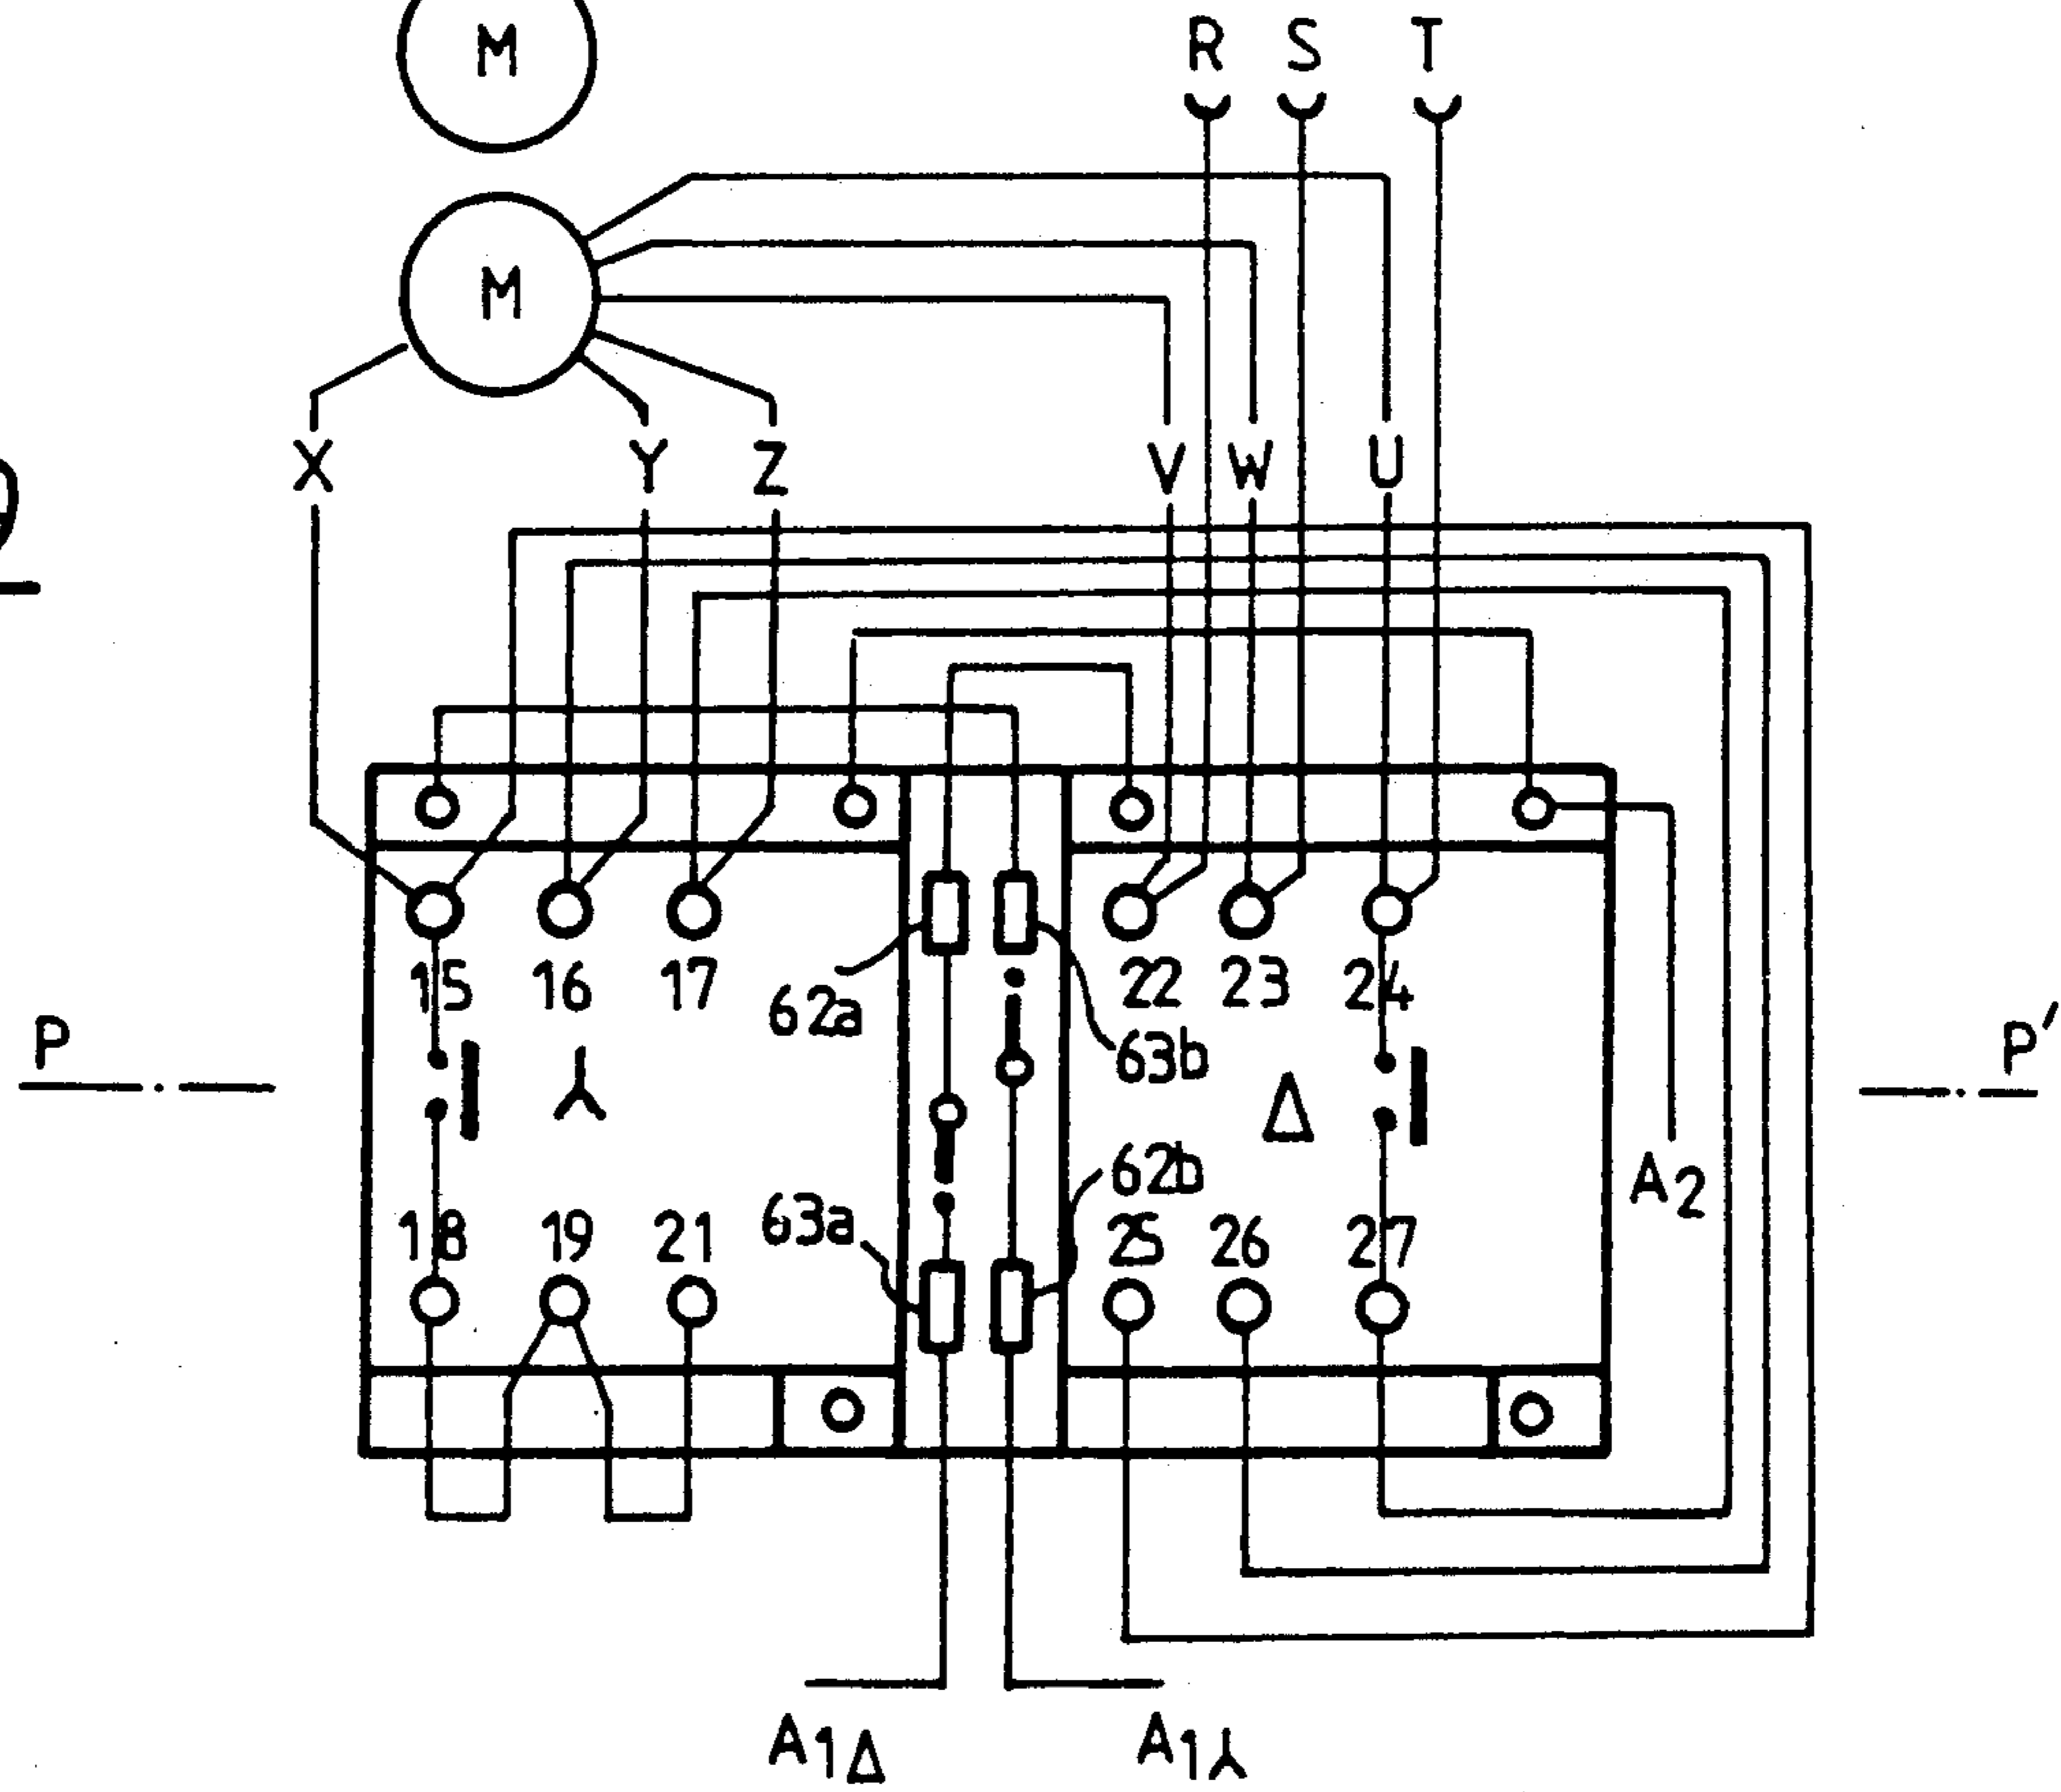 M
R S T
M
X Y Z V W U
15 16 17 62a 22 23 24
63b
P P′
Δ
62b
A2
18 19 21 63a 25 26 27
A1Δ A1⅄